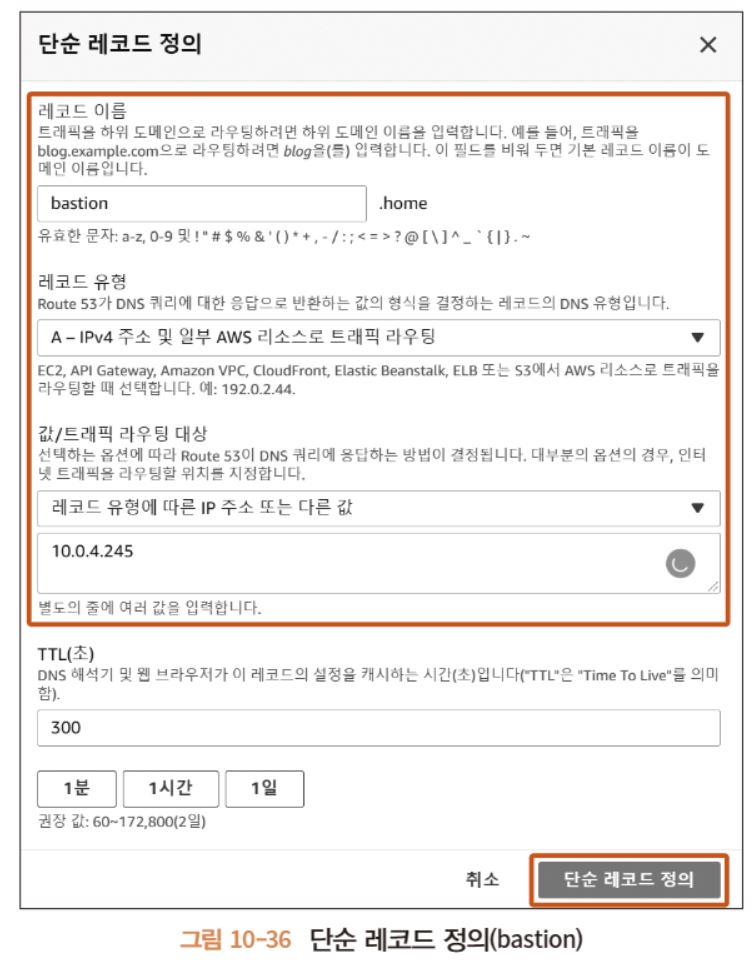 단순 레코드 정의
레코드 이름
트래픽을 하위 도메인으로 라우팅하려면 하위 도메인 이름을 입력합니다. 예를 들어, 트래픽을
blog.example.com으로 라우팅하려면 blog을(를) 입력합니다. 이 필드를 비워 두면 기본 레코드 이름이 도
메인 이름입니다.
bastion .home
유효한 문자: a-z, 0-9 및 ! " # $ % & ' ( ) * + , - / : ; < = > ? @ [ \ ] ^ _ ` { | } . ~
레코드 유형
Route 53가 DNS 쿼리에 대한 응답으로 반환하는 값의 형식을 결정하는 레코드의 DNS 유형입니다.
A – IPv4 주소 및 일부 AWS 리소스로 트래픽 라우팅
EC2, API Gateway, Amazon VPC, CloudFront, Elastic Beanstalk, ELB 또는 S3에서 AWS 리소스로 트래픽을
라우팅할 때 선택합니다. 예: 192.0.2.44.
값/트래픽 라우팅 대상
선택하는 옵션에 따라 Route 53이 DNS 쿼리에 응답하는 방법이 결정됩니다. 대부분의 옵션의 경우, 인터
넷 트래픽을 라우팅할 위치를 지정합니다.
레코드 유형에 따른 IP 주소 또는 다른 값
10.0.4.245
별도의 줄에 여러 값을 입력합니다.
TTL(초)
DNS 해석기 및 웹 브라우저가 이 레코드의 설정을 캐시하는 시간(초)입니다("TTL"은 "Time To Live"를 의미
함).
300
1분 1시간 1일
권장 값: 60~172,800(2일)
취소 단순 레코드 정의
그림 10-36 단순 레코드 정의(bastion)